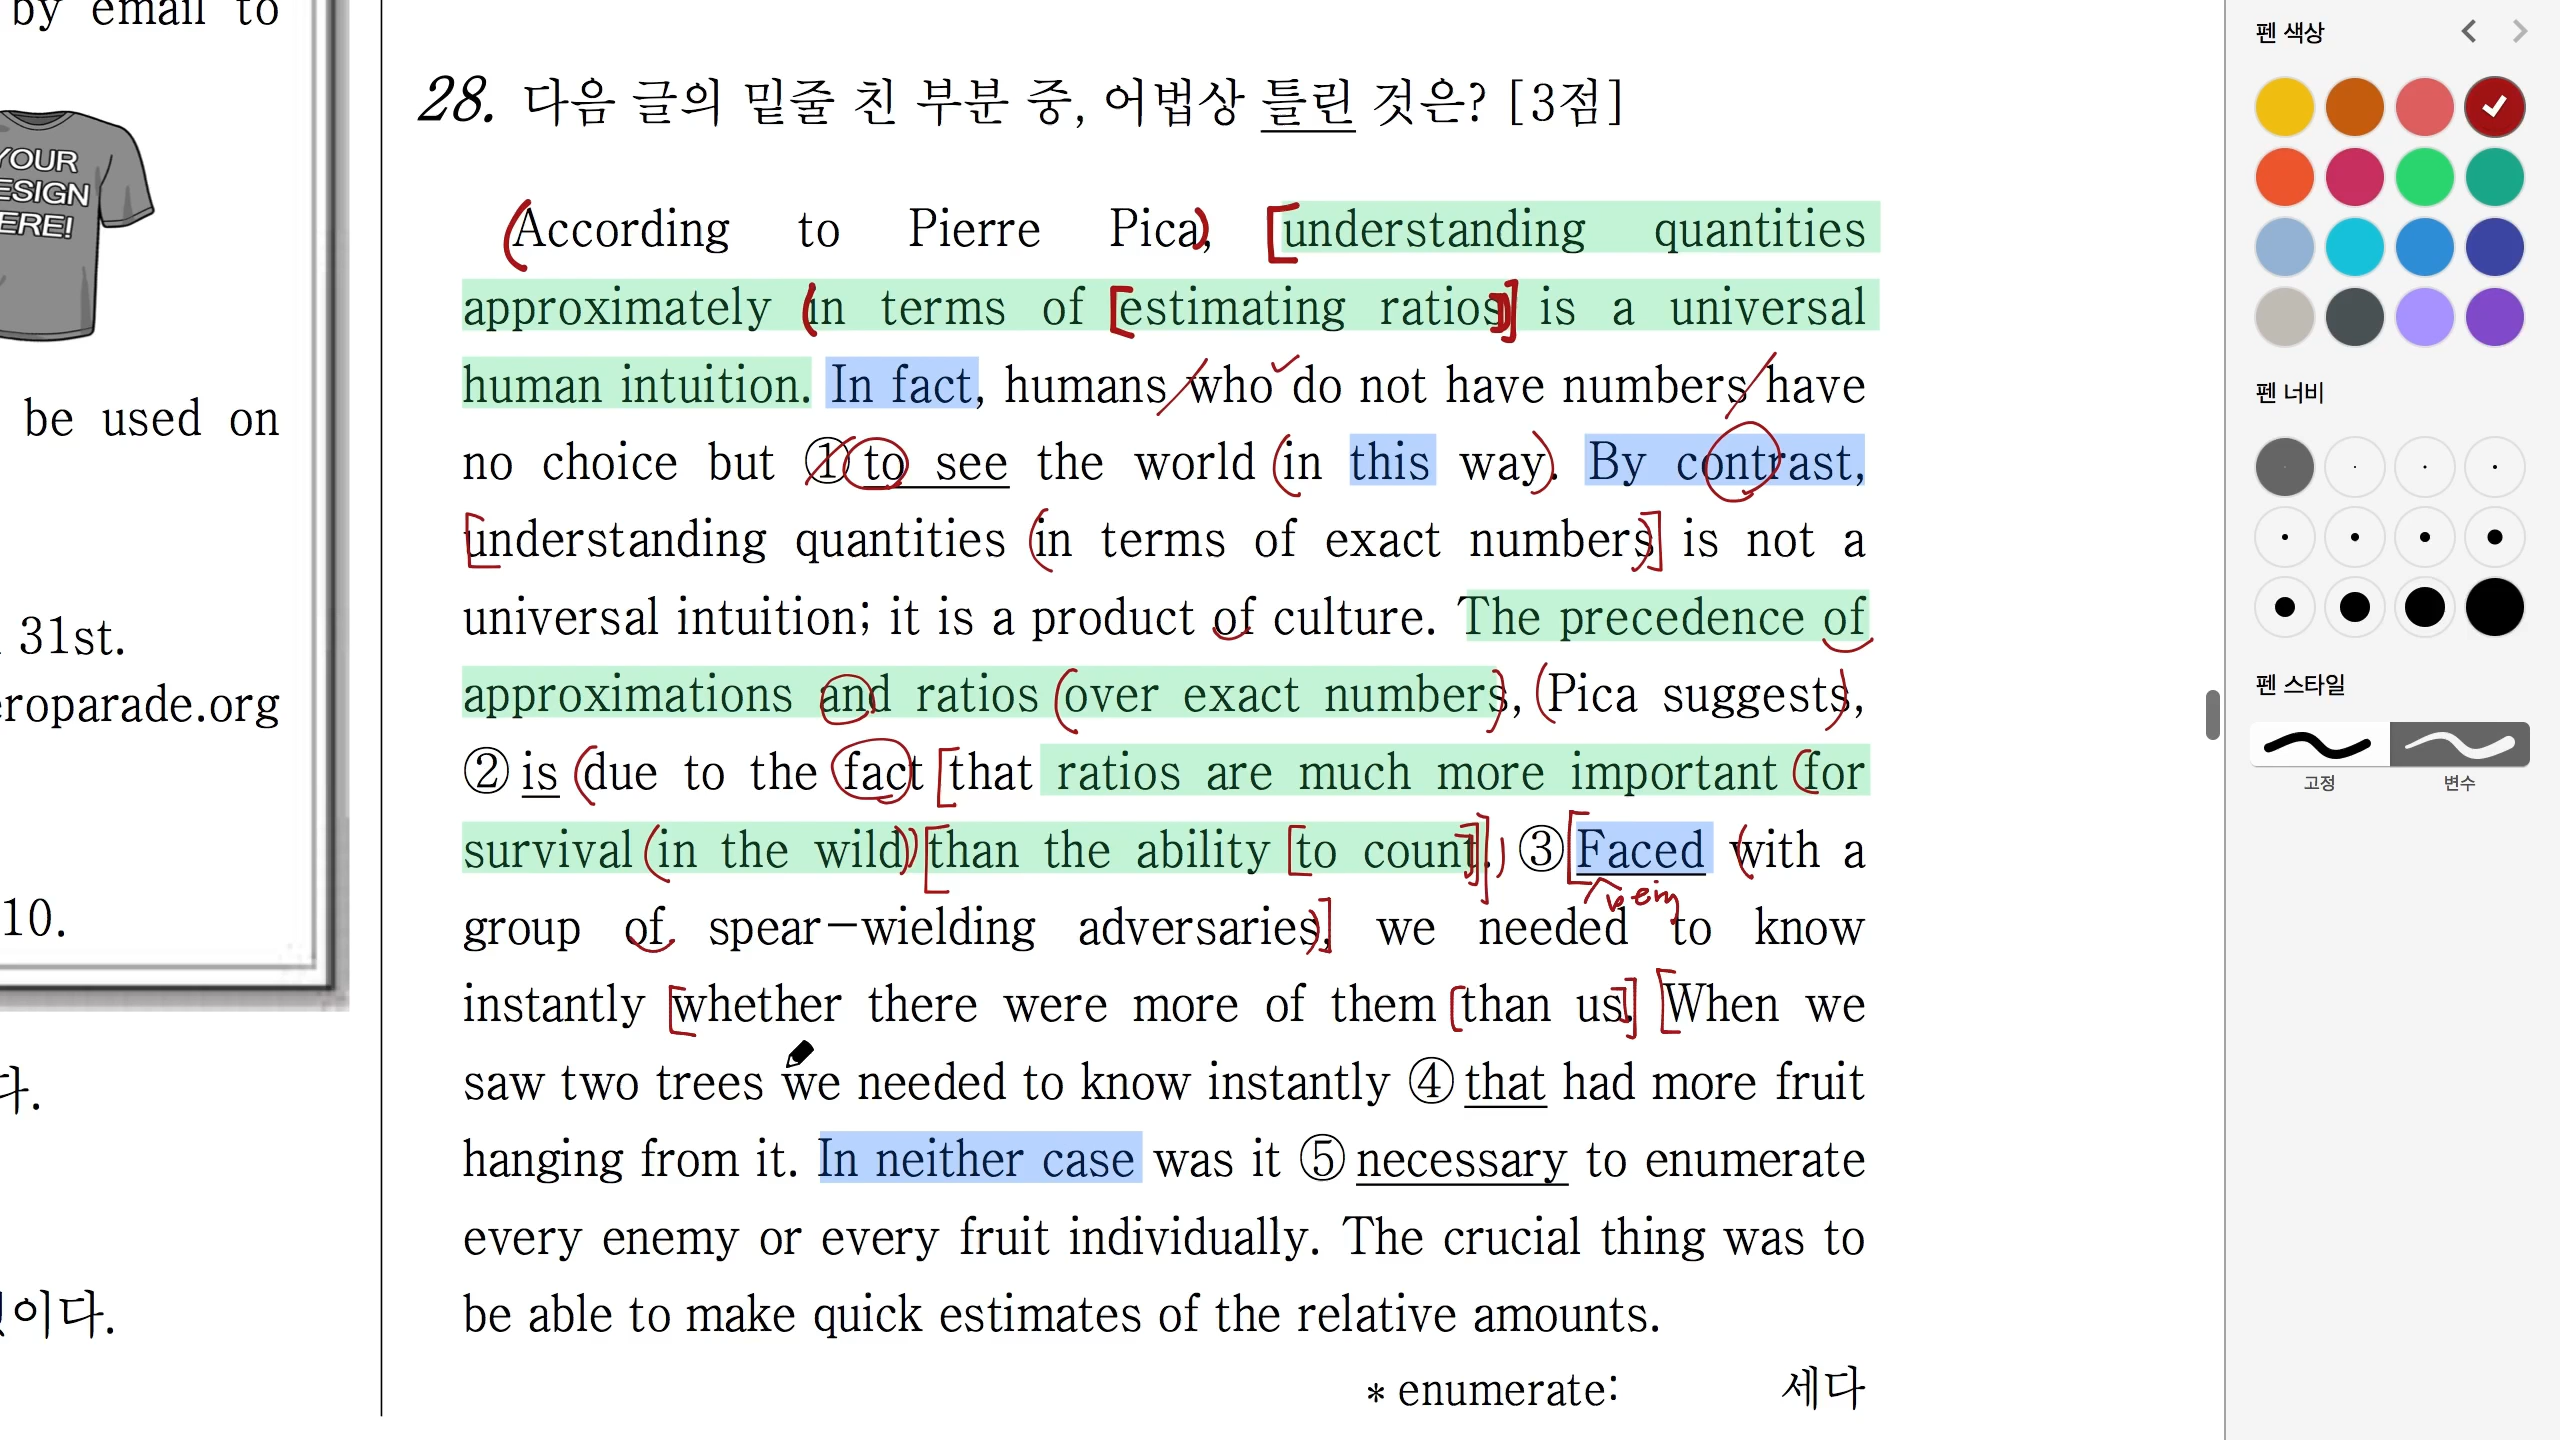 by email to
YOUR
DESIGN
HERE!
be used on
31st.
eroparade.org
10.
다.
이다.
28. 다음 글의 밑줄 친 부분 중, 어법상 틀린 것은? [3점]
According to Pierre Pica, understanding quantities
approximately in terms of estimating ratios is a universal
human intuition. In fact, humans who do not have numbers have
no choice but ① to see the world in this way. By contrast,
understanding quantities in terms of exact numbers is not a
universal intuition; it is a product of culture. The precedence of
approximations and ratios over exact numbers, Pica suggests,
② is due to the fact that ratios are much more important for
survival in the wild than the ability to count. ③ Faced with a
being
group of spear-wielding adversaries, we needed to know
instantly whether there were more of them than us. When we
saw two trees we needed to know instantly ④ that had more fruit
hanging from it. In neither case was it ⑤ necessary to enumerate
every enemy or every fruit individually. The crucial thing was to
be able to make quick estimates of the relative amounts.
* enumerate: 세다
펜 색상
펜 너비
펜 스타일
고정 변수